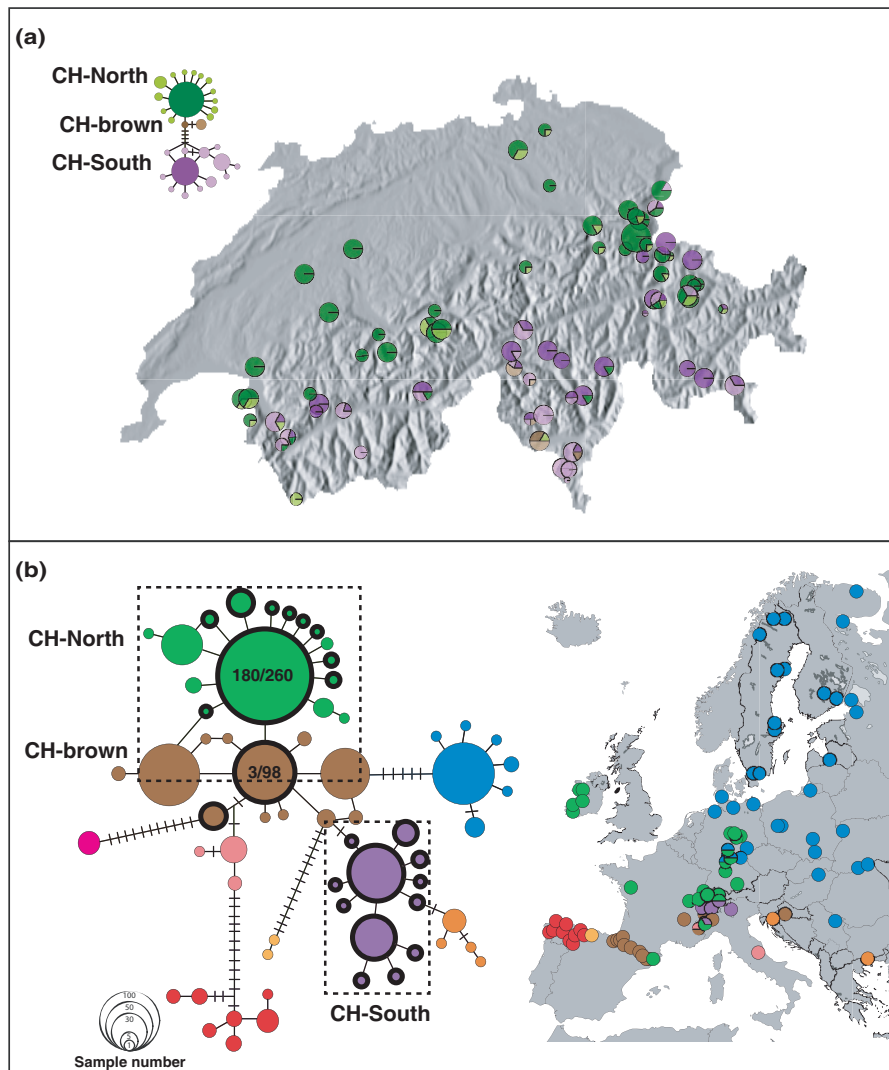 (a)
CH-North
CH-brown
CH-South
(b)
CH-North
180/260
CH-brown
3/98
CH-South
100
50
30
5
1
Sample number